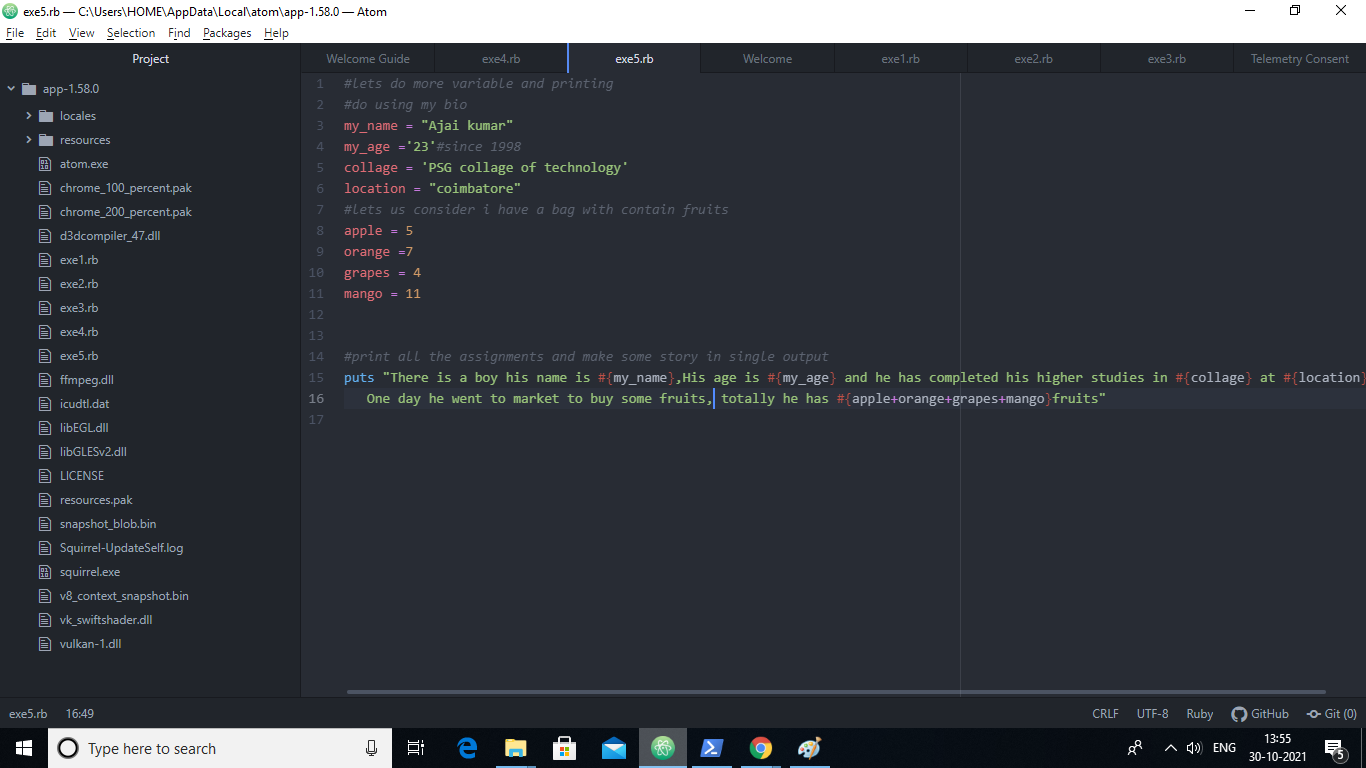 exe5.rb — C:\Users\HOME\AppData\Local\atom\app-1.58.0 — Atom
File Edit View Selection Find Packages Help
Project
Welcome Guide exe4.rb exe5.rb Welcome exe1.rb exe2.rb exe3.rb Telemetry Consent
app-1.58.0
locales
resources
atom.exe
chrome_100_percent.pak
chrome_200_percent.pak
d3dcompiler_47.dll
exe1.rb
exe2.rb
exe3.rb
exe4.rb
exe5.rb
ffmpeg.dll
icudtl.dat
libEGL.dll
libGLESv2.dll
LICENSE
resources.pak
snapshot_blob.bin
Squirrel-UpdateSelf.log
squirrel.exe
v8_context_snapshot.bin
vk_swiftshader.dll
vulkan-1.dll
1 #lets do more variable and printing
2 #do using my bio
3 my_name = "Ajai kumar"
4 my_age ='23'#since 1998
5 collage = 'PSG collage of technology'
6 location = "coimbatore"
7 #lets us consider i have a bag with contain fruits
8 apple = 5
9 orange =7
10 grapes = 4
11 mango = 11
12
13
14 #print all the assignments and make some story in single output
15 puts "There is a boy his name is #{my_name},His age is #{my_age} and he has completed his higher studies in #{collage} at #{location}
16 One day he went to market to buy some fruits, totally he has #{apple+orange+grapes+mango}fruits"
17
exe5.rb 16:49 CRLF UTF-8 Ruby GitHub Git (0)
Type here to search
ENG
13:55
30-10-2021
5